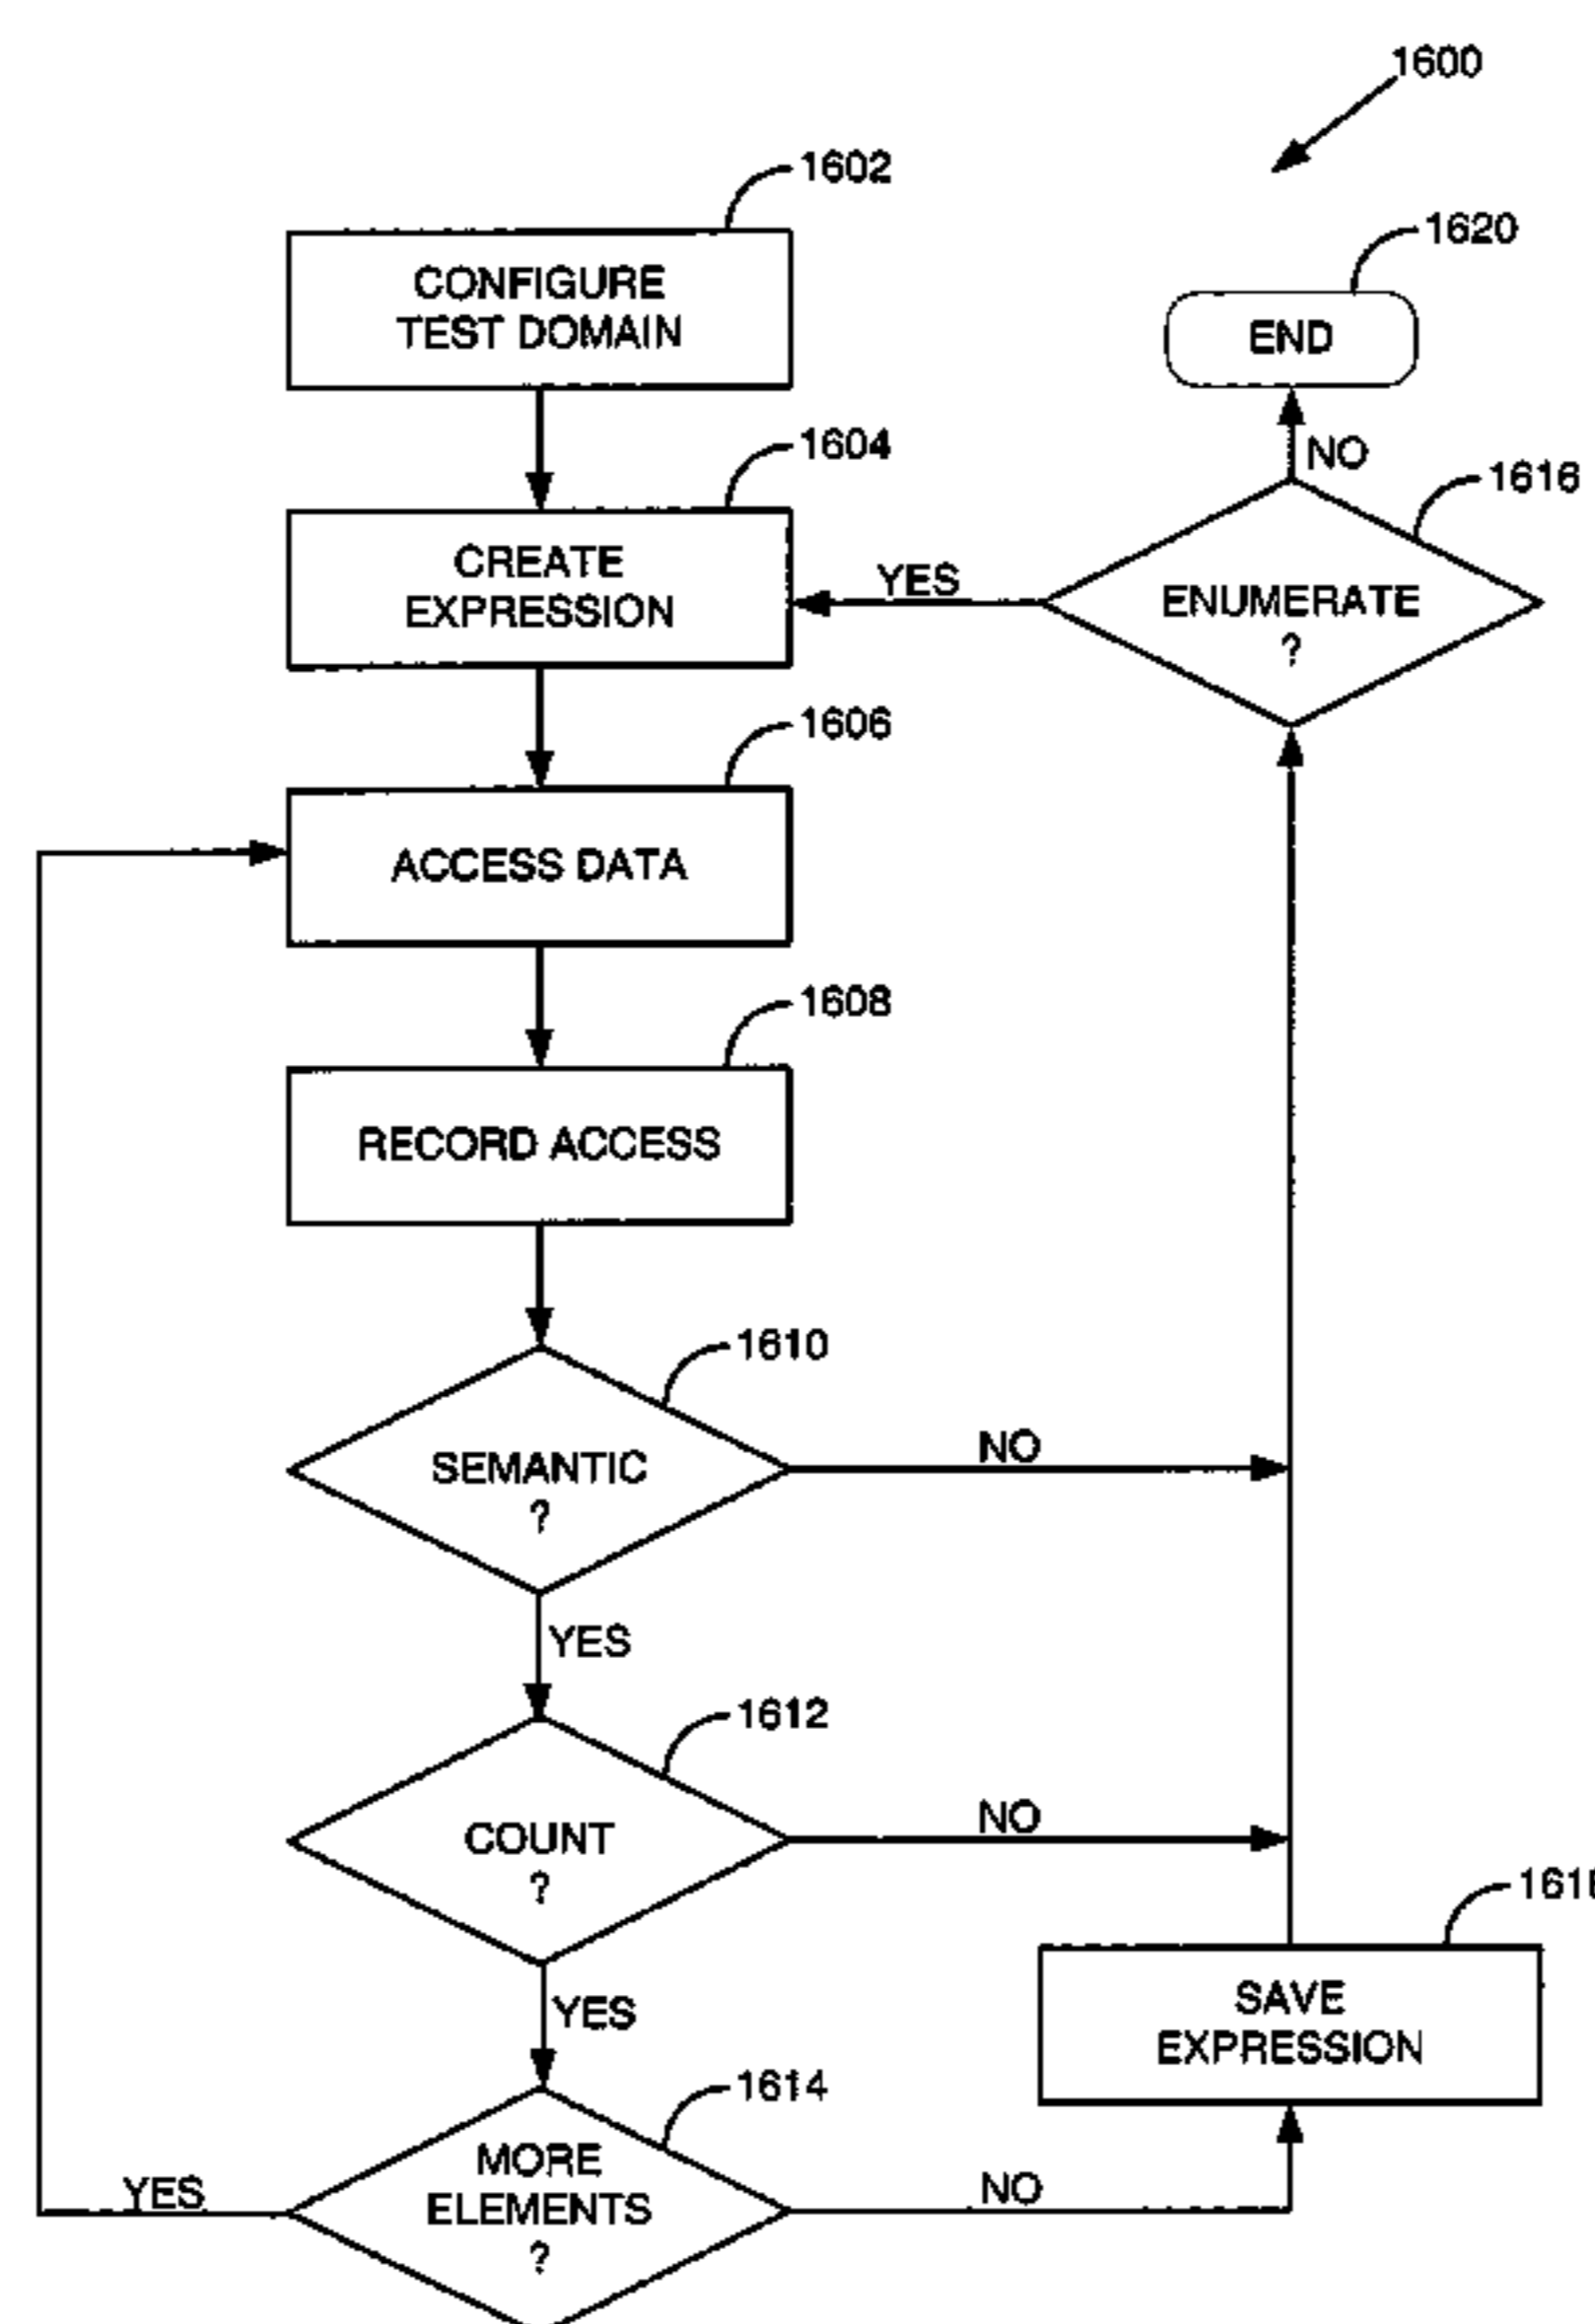 1600
1602
CONFIGURE
TEST DOMAIN
1620
END
NO
1604
CREATE
EXPRESSION
YES
1616
ENUMERATE
?
1606
ACCESS DATA
1608
RECORD ACCESS
1610
SEMANTIC
?
NO
YES
1612
COUNT
?
NO
YES
SAVE
EXPRESSION
1614
MORE
ELEMENTS
?
YES
NO